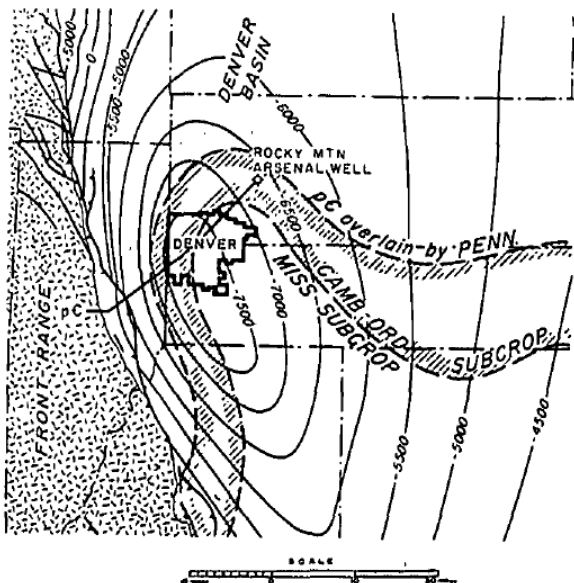 -5000
0
-5000
-5500
DENVER
BASIN
-6000
ROCKY MTN
ARSENAL WELL
pC overlain by PENN.
-6500
DENVER
CAMB-ORD
SUBCROP
MISS SUBCROP
-7000
-7500
pC
FRONT RANGE
-5500
-5000
-4500
SCALE